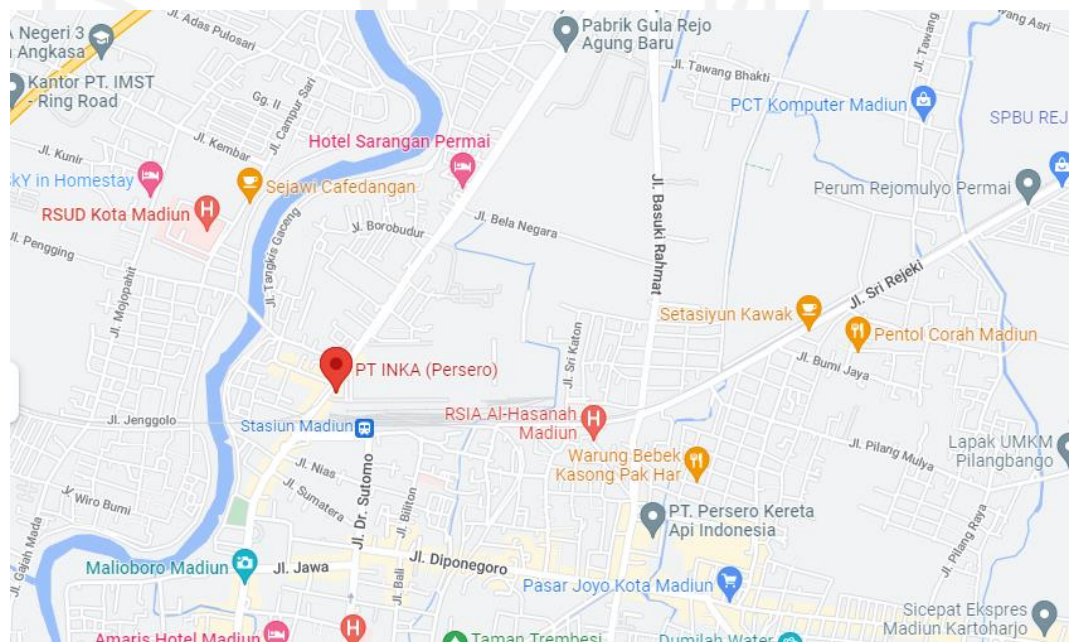 Jl. Adas Pulosari
Pabrik Gula Rejo
Agung Baru
A Negeri 3
Angkasa
Jl. Tawang
Kantor PT. IMST
- Ring Road
Gg. II
Jl. Campur Sari
Jl. Tawang Bhakti
PCT Komputer Madiun
SPBU REJ
Jl. Kembar
Hotel Sarangan Permai
Jl. Kunir
kY in Homestay
Sejawi Cafedangan
Perum Rejomulyo Permai
RSUD Kota Madiun
Jl. Bela Negara
Jl. Borobudur
Jl. Basuki Rahmat
Jl. Pengging
Jl. Tangkis Gaceng
Jl. Mojopahit
Jl. Sri Rejeki
Setasiyun Kawak
Pentol Corah Madiun
Jl. Sri Katon
Jl. Bumi Jaya
PT INKA (Persero)
Jl. Jenggolo
Stasiun Madiun
RSIA Al-Hasanah
Madiun
Jl. Pilang Mulya
Lapak UMKM
Pilangbango
Warung Bebek
Kasong Pak Har
Jl. Nias
Jl. Sumatera
Jl. Wiro Bumi
Jl. Dr. Sutomo
Jl. Biliton
PT. Persero Kereta
Api Indonesia
Jl. Pilang Raya
Jl. Gajah Mada
Malioboro Madiun
Jl. Jawa
Jl. Diponegoro
Jl. Bali
Pasar Joyo Kota Madiun
Sicepat Ekspres
Madiun Kartoharjo
Amaris Hotel Madiun
Taman Trembesi
Dumilah Water